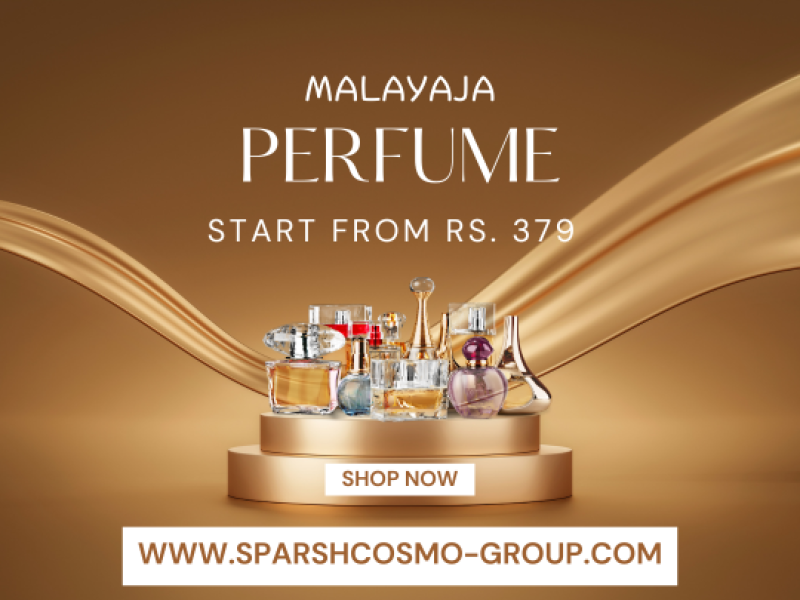 MALAYAJA
PERFUME
START FROM RS. 379
SHOP NOW
WWW.SPARSHCOSMO-GROUP.COM